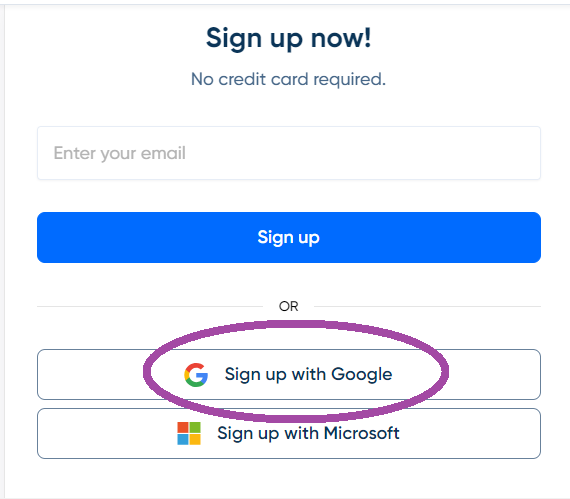 Sign up now!
No credit card required.
Enter your email
Sign up
OR
Sign up with Google
Sign up with Microsoft